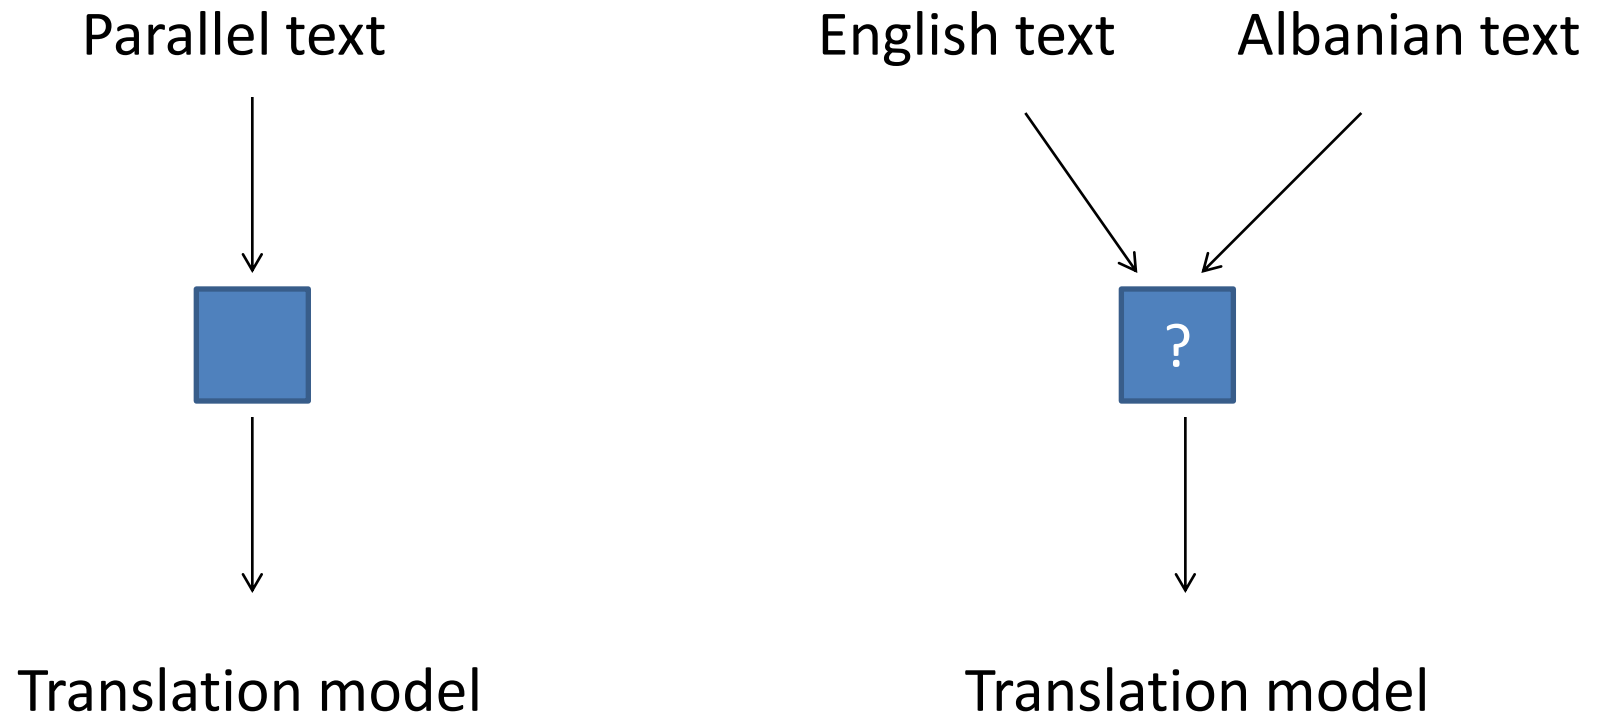 Parallel text
English text
Albanian text
?
Translation model
Translation model